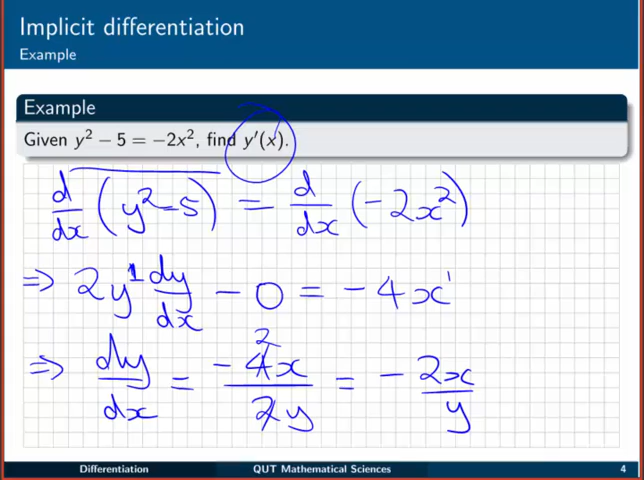 Implicit differentiation
Example
Example
Given y² − 5 = −2x², find y′(x).
d/dx (y² − 5) = d/dx (−2x²)
⇒ 2y¹ dy/dx − 0 = −4x¹
2
⇒ dy/dx = −4x/2y = − 2x/y
Differentiation QUT Mathematical Sciences 4